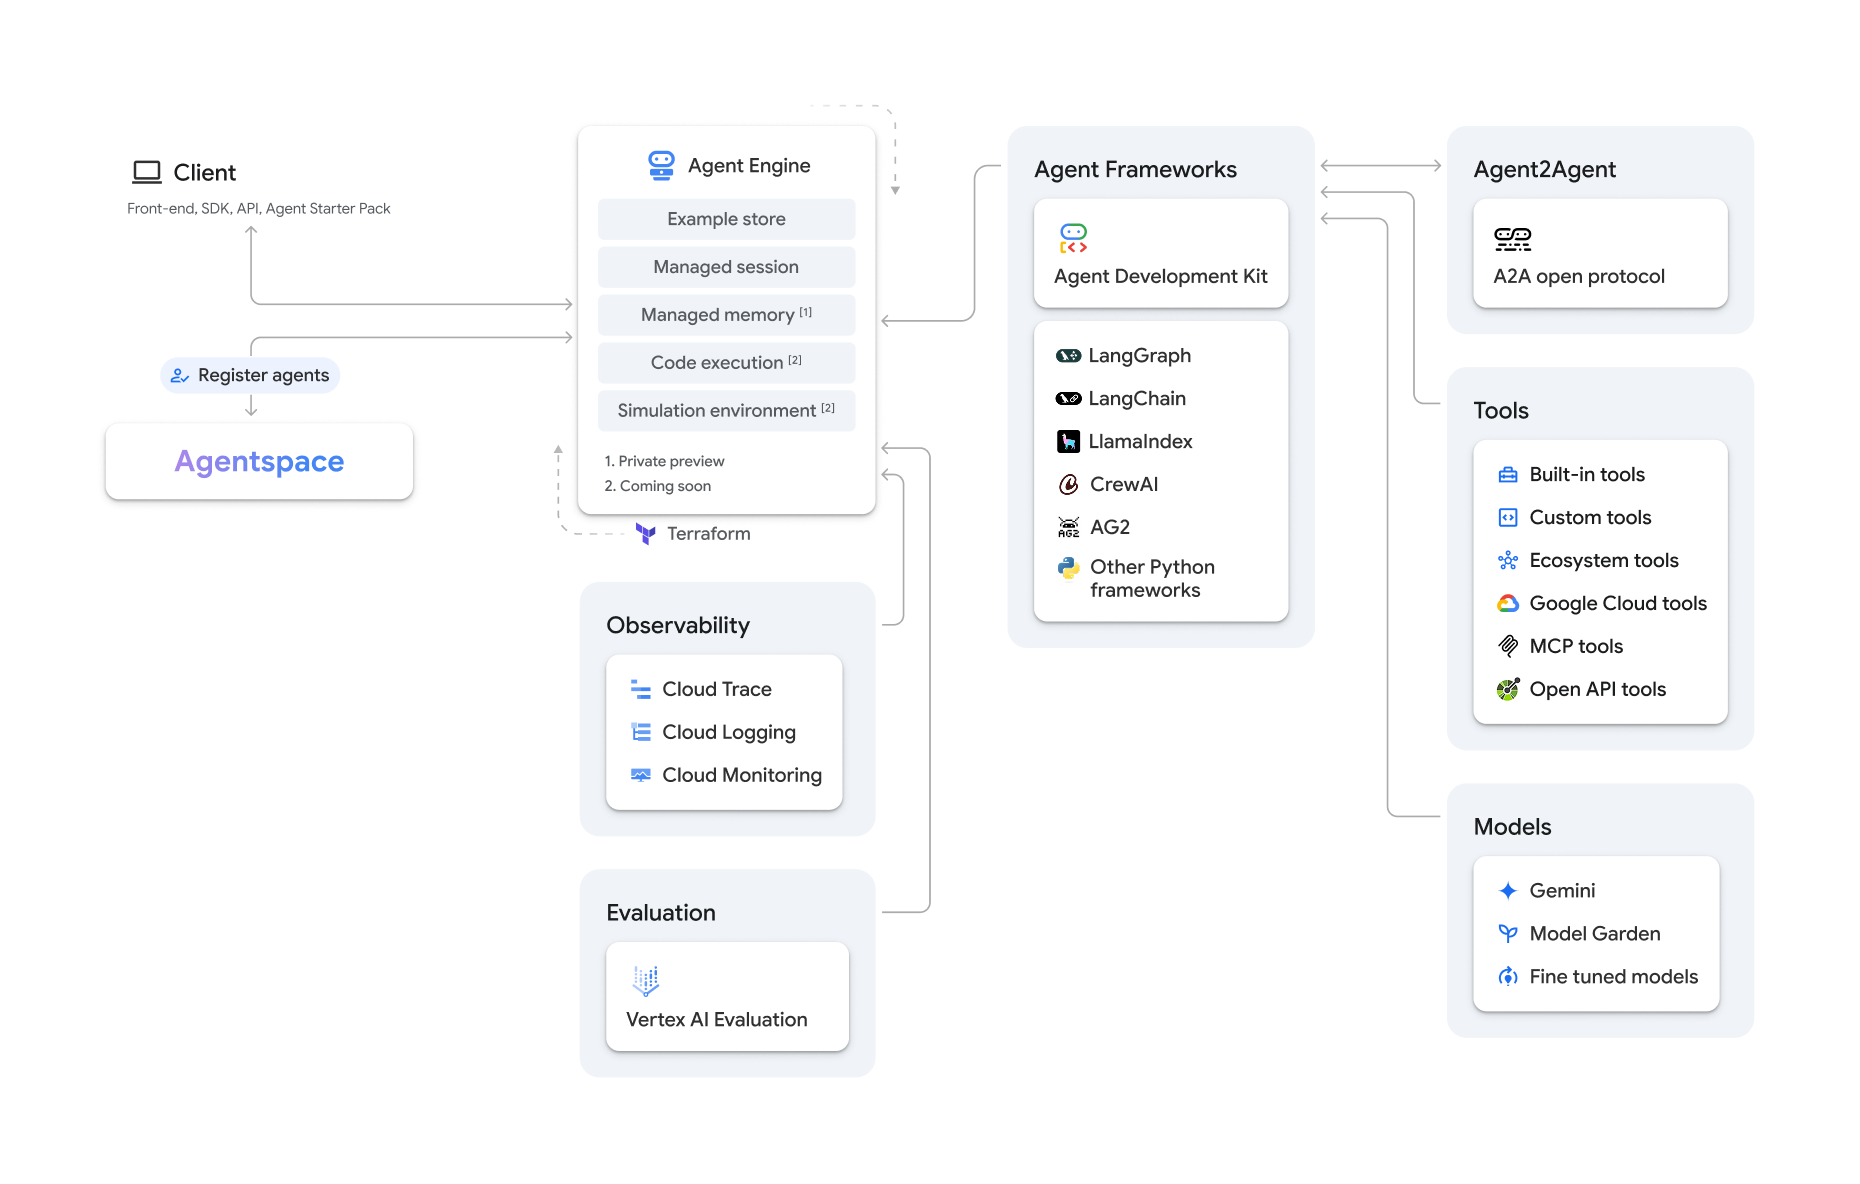 Client
Front-end, SDK, API, Agent Starter Pack
Register agents
Agentspace
Agent Engine
Example store
Managed session
Managed memory [1]
Code execution [2]
Simulation environment [2]
1. Private preview
2. Coming soon
Terraform
Observability
Cloud Trace
Cloud Logging
Cloud Monitoring
Evaluation
Vertex AI Evaluation
Agent Frameworks
Agent Development Kit
LangGraph
LangChain
LlamaIndex
CrewAI
AG2
AG2
Other Python
frameworks
Agent2Agent
A2A open protocol
Tools
Built-in tools
Custom tools
Ecosystem tools
Google Cloud tools
MCP tools
Open API tools
Models
Gemini
Model Garden
Fine tuned models